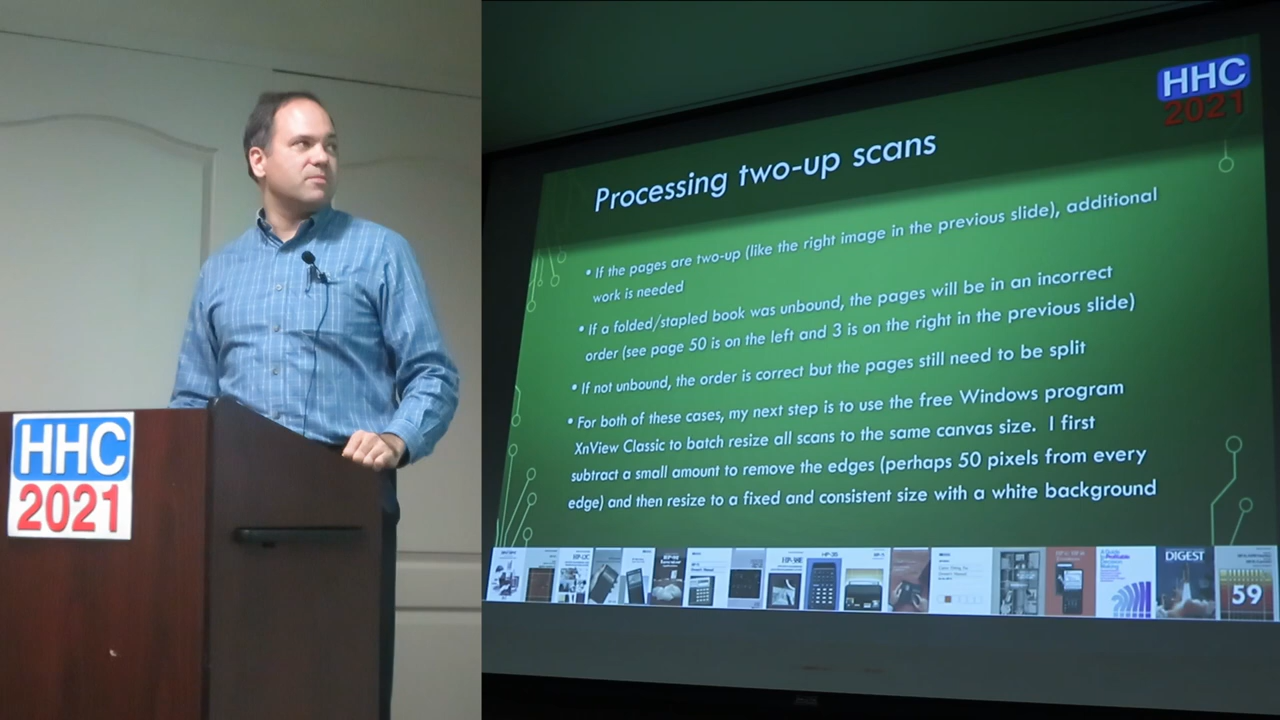 HHC
2021
HHC
2021
Processing two-up scans
• If the pages are two-up (like the right image in the previous slide), additional
work is needed
• If a folded/stapled book was unbound, the pages will be in an incorrect
order (see page 50 is on the left and 3 is on the right in the previous slide)
• If not unbound, the order is correct but the pages still need to be split
• For both of these cases, my next step is to use the free Windows program
XnView Classic to batch resize all scans to the same canvas size. I first
subtract a small amount to remove the edges (perhaps 50 pixels from every
edge) and then resize to a fixed and consistent size with a white background
DIGEST
59